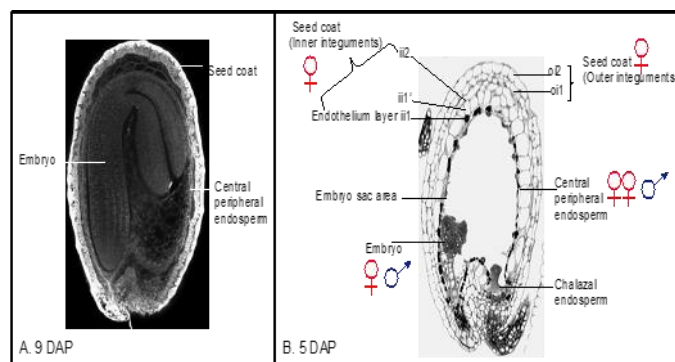 Seed coat
Embryo
Central
peripheral
endosperm
A. 9 DAP
Seed coat
(Inner integuments)
ii2
ii1'
Endothelium layer ii1
oi2
oi1
Seed coat
(Outer integuments)
Embryo sac area
Central
peripheral
endosperm
Embryo
Chalazal
endosperm
B. 5 DAP